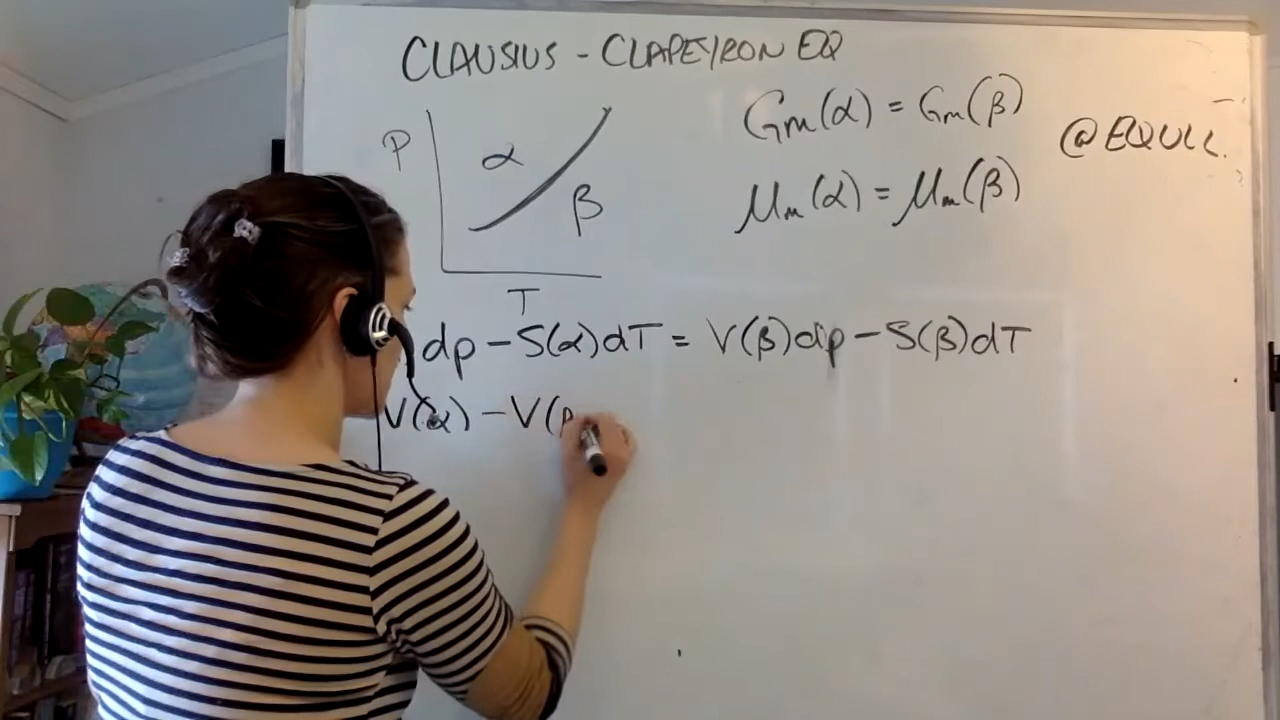 CLAUSIUS - CLAPEYRON EQ
P
α
β
T
Gm(α) = Gm(β)
@EQUIL.
μm(α) = μm(β)
dp - S(α)dT = V(β)dp - S(β)dT
V(α) - V(